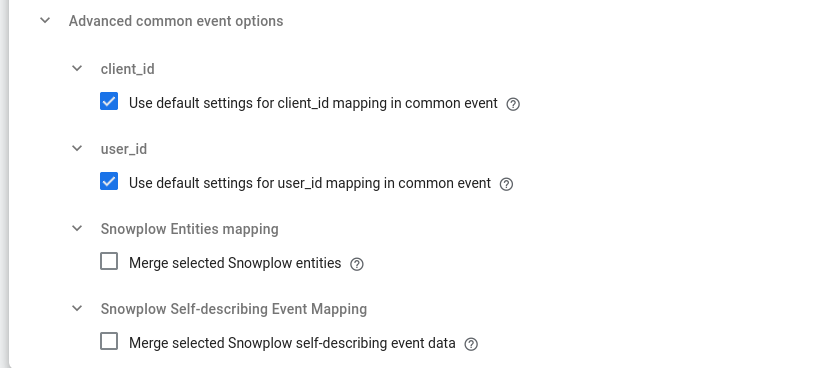 Advanced common event options
client_id
Use default settings for client_id mapping in common event
user_id
Use default settings for user_id mapping in common event
Snowplow Entities mapping
Merge selected Snowplow entities
Snowplow Self-describing Event Mapping
Merge selected Snowplow self-describing event data